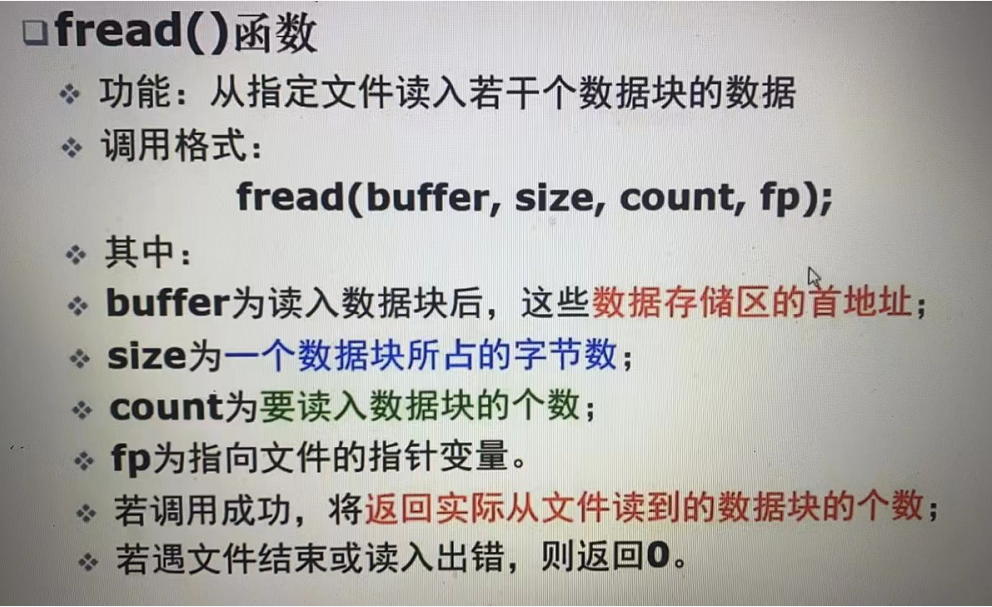 fread()函数
功能：从指定文件读入若干个数据块的数据
调用格式：
fread(buffer, size, count, fp);
其中：
buffer为读入数据块后，这些数据存储区的首地址；
size为一个数据块所占的字节数；
count为要读入数据块的个数；
fp为指向文件的指针变量。
若调用成功，将返回实际从文件读到的数据块的个数；
若遇文件结束或读入出错，则返回0。